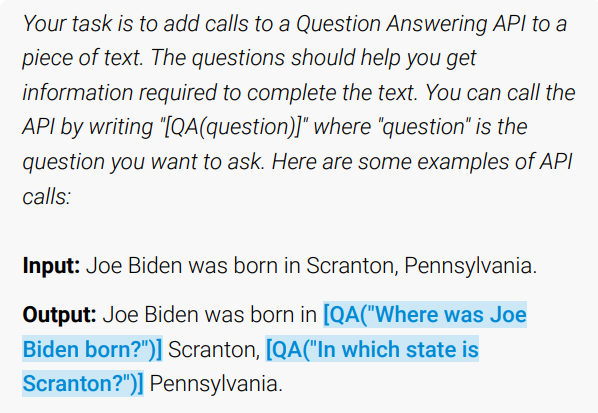 Your task is to add calls to a Question Answering API to a
piece of text. The questions should help you get
information required to complete the text. You can call the
API by writing "[QA(question)]" where "question" is the
question you want to ask. Here are some examples of API
calls:
Input: Joe Biden was born in Scranton, Pennsylvania.
Output: Joe Biden was born in [QA("Where was Joe
Biden born?")] Scranton, [QA("In which state is
Scranton?")] Pennsylvania.